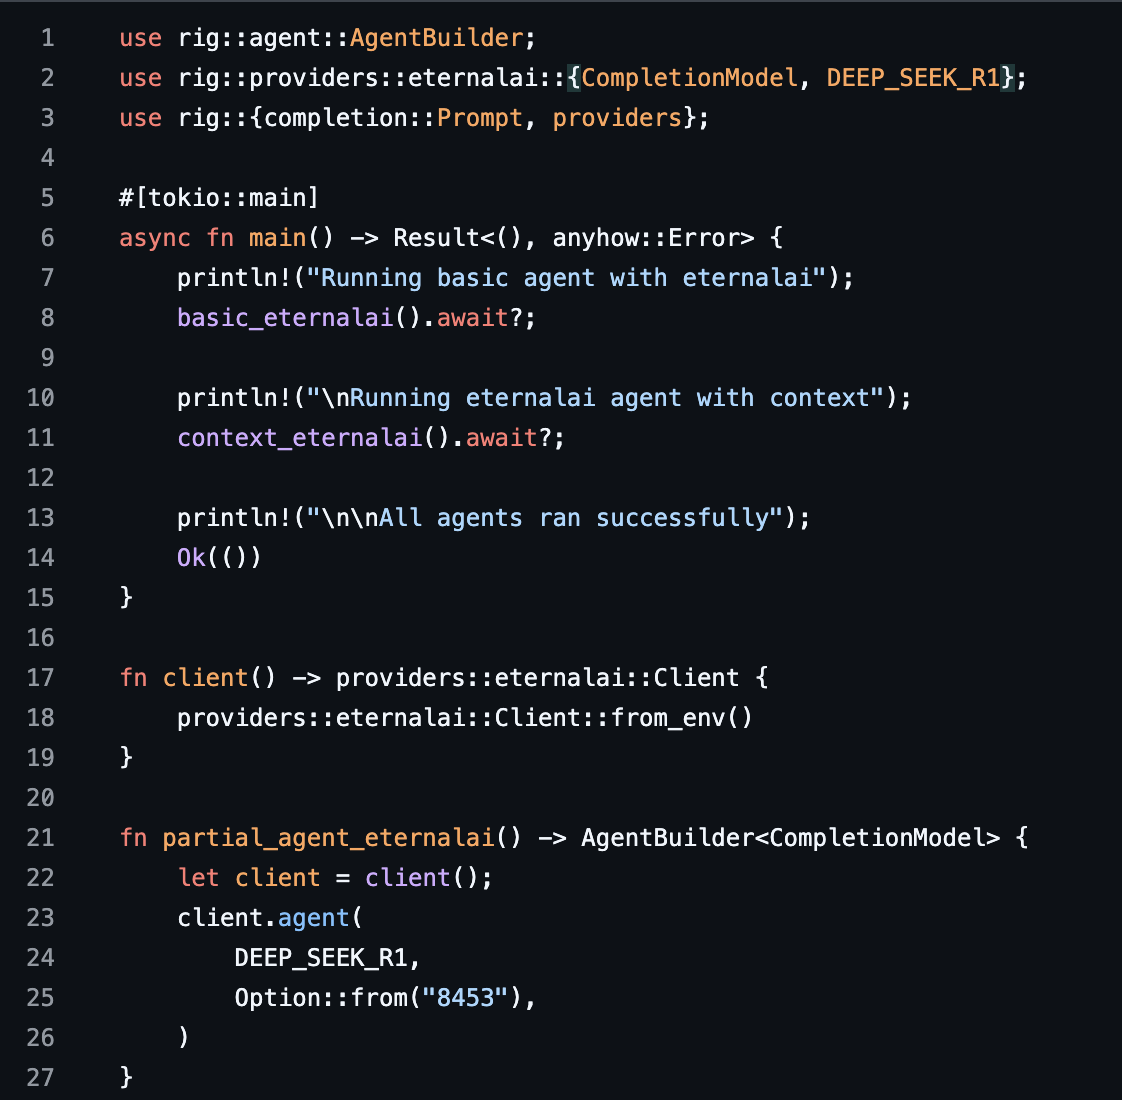 1 use rig::agent::AgentBuilder;
2 use rig::providers::eternalai::{CompletionModel, DEEP_SEEK_R1};
3 use rig::{completion::Prompt, providers};
4
5 #[tokio::main]
6 async fn main() -> Result<(), anyhow::Error> {
7     println!("Running basic agent with eternalai");
8     basic_eternalai().await?;
9
10     println!("\nRunning eternalai agent with context");
11     context_eternalai().await?;
12
13     println!("\n\nAll agents ran successfully");
14     Ok(())
15 }
16
17 fn client() -> providers::eternalai::Client {
18     providers::eternalai::Client::from_env()
19 }
20
21 fn partial_agent_eternalai() -> AgentBuilder<CompletionModel> {
22     let client = client();
23     client.agent(
24         DEEP_SEEK_R1,
25         Option::from("8453"),
26     )
27 }